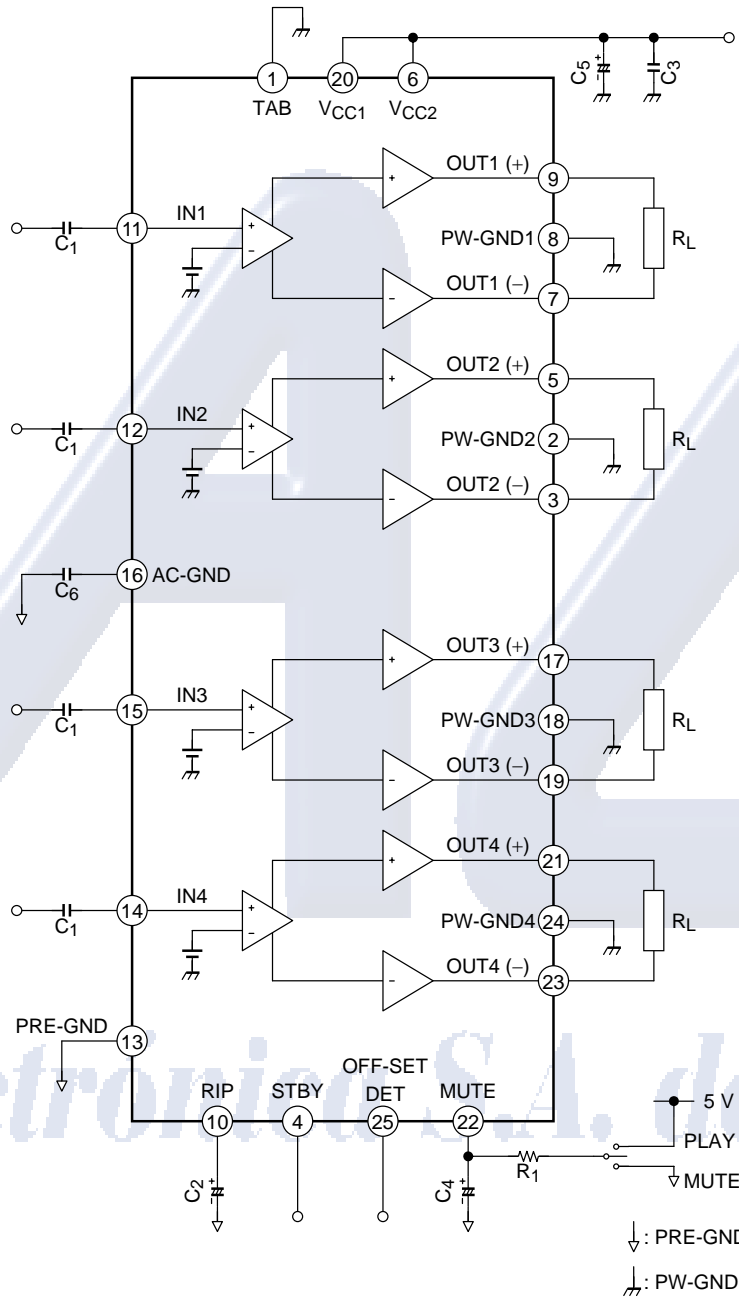 C5 + - C3
1 20 6
TAB VCC1 VCC2
OUT1 (+) 9
C1 11 IN1 + - + PW-GND1 8 RL
- OUT1 (−) 7
OUT2 (+) 5
C1 12 IN2 + - + PW-GND2 2 RL
- OUT2 (−) 3
C6 16 AC-GND
OUT3 (+) 17
C1 15 IN3 + - + PW-GND3 18 RL
- OUT3 (−) 19
OUT4 (+) 21
C1 14 IN4 + - + PW-GND4 24 RL
- OUT4 (−) 23
PRE-GND 13
OFF-SET
RIP STBY DET MUTE
10 4 25 22
5 V
PLAY
R1
MUTE
C2 + - C4 + -
: PRE-GND
: PW-GND
ctrónica S.A. de